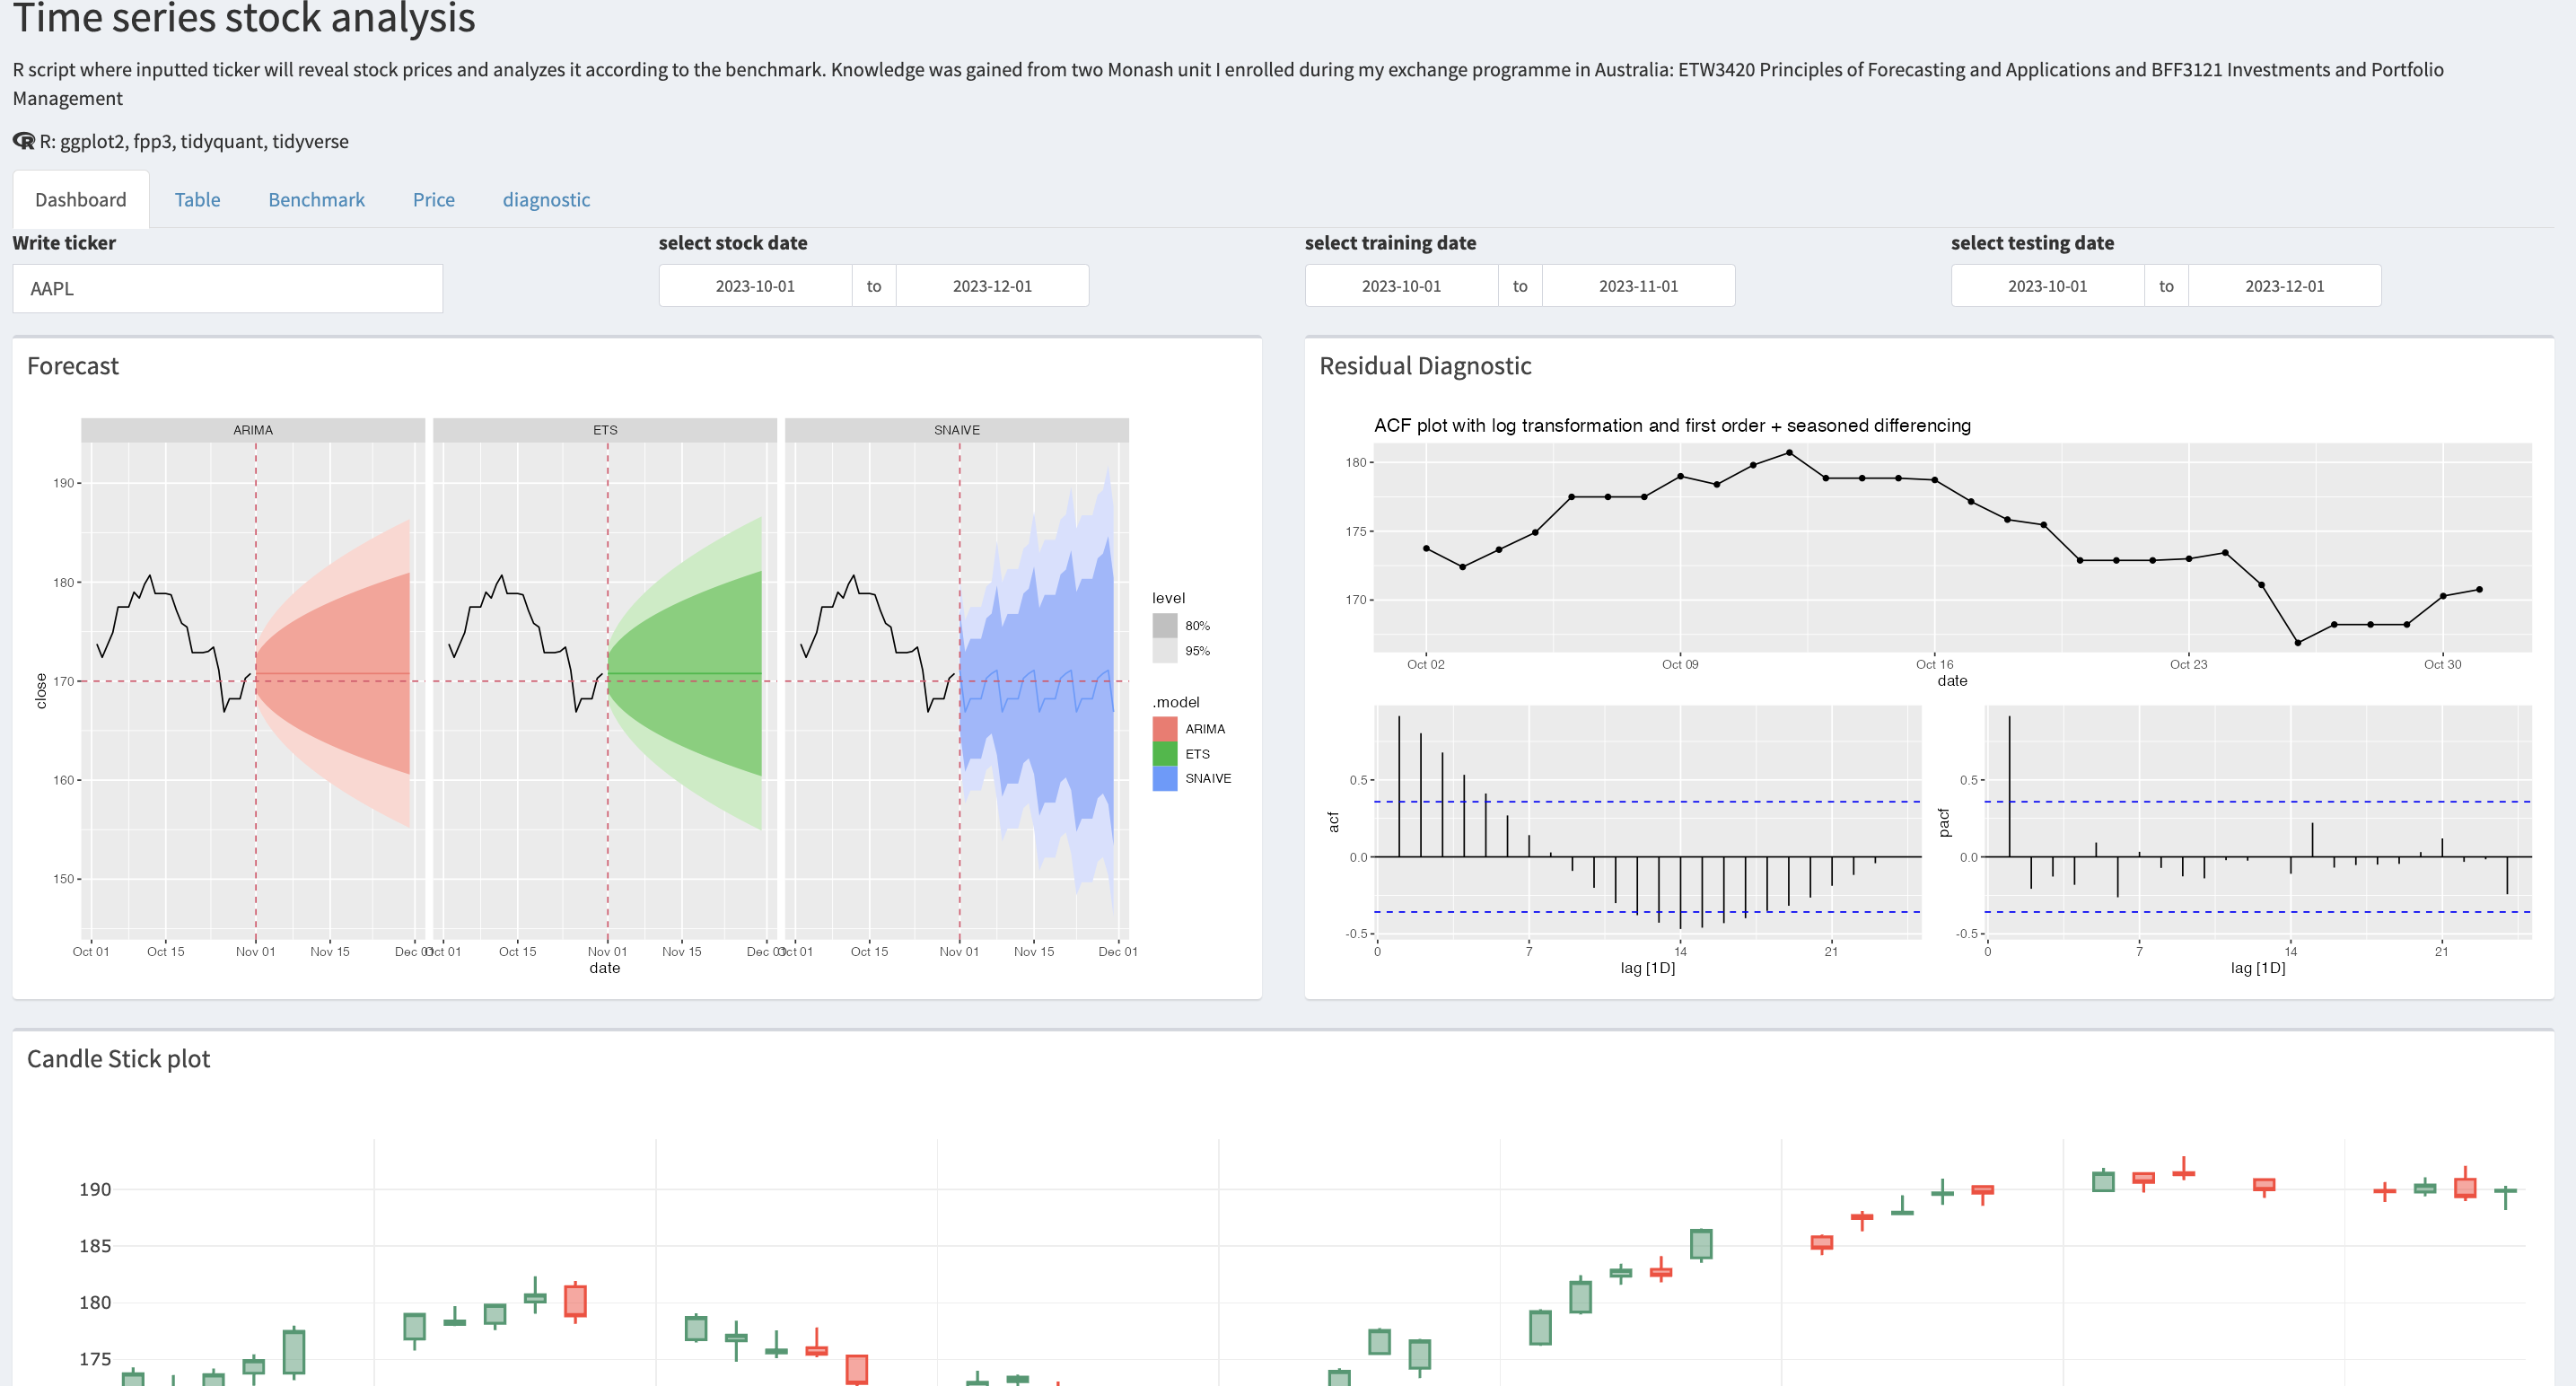 Time series stock analysis
R script where inputted ticker will reveal stock prices and analyzes it according to the benchmark. Knowledge was gained from two Monash unit I enrolled during my exchange programme in Australia: ETW3420 Principles of Forecasting and Applications and BFF3121 Investments and Portfolio
Management
R: ggplot2, fpp3, tidyquant, tidyverse
Dashboard Table Benchmark Price diagnostic
Write ticker select stock date select training date select testing date
AAPL 2023-10-01 to 2023-12-01 2023-10-01 to 2023-11-01 2023-10-01 to 2023-12-01
Forecast
ARIMA ETS SNAIVE
190
180
170
160
150
close
Oct 01 Oct 15 Nov 01 Nov 15 Dec 01 Oct 01 Oct 15 Nov 01 Nov 15 Dec 01 Oct 01 Oct 15 Nov 01 Nov 15 Dec 01
date
level
80%
95%
.model
ARIMA
ETS
SNAIVE
Residual Diagnostic
ACF plot with log transformation and first order + seasoned differencing
180
175
170
Oct 02 Oct 09 Oct 16 Oct 23 Oct 30
date
0.5
0.0
-0.5
acf
0 7 14 21
lag [1D]
0.5
0.0
-0.5
pacf
0 7 14 21
lag [1D]
Candle Stick plot
190
185
180
175